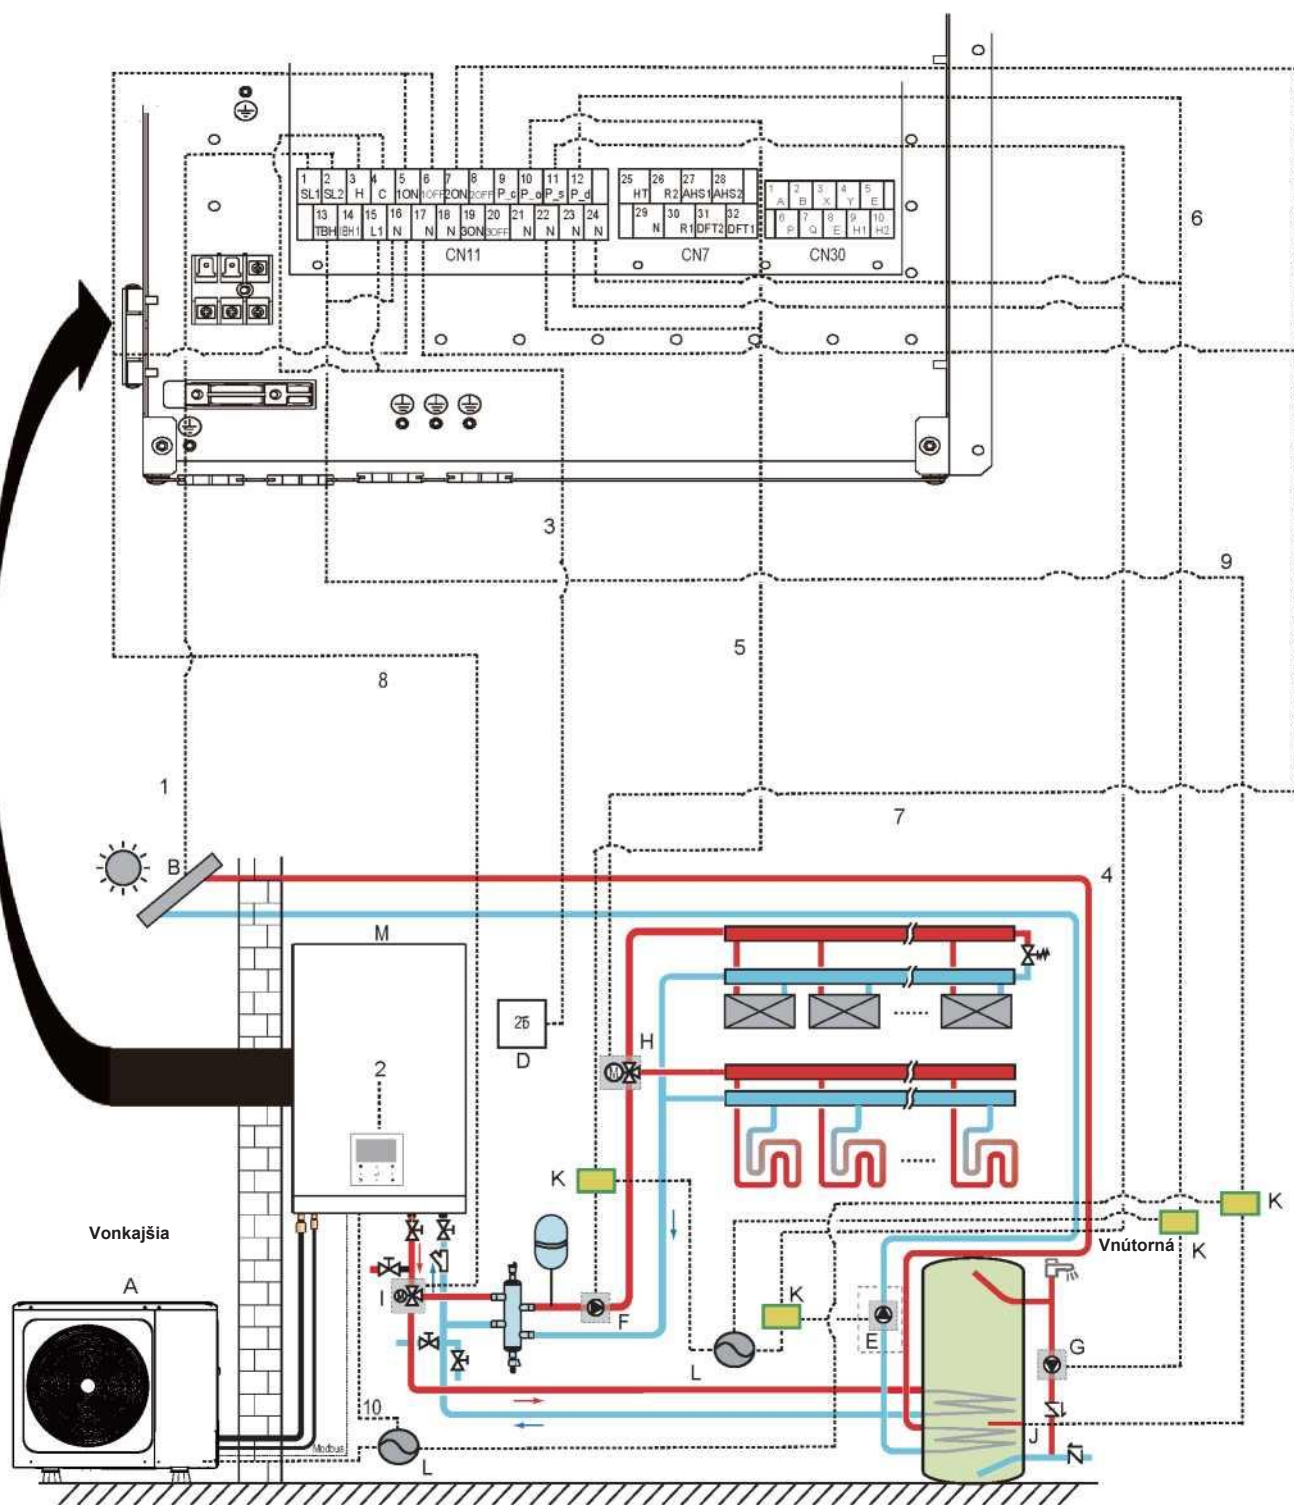 1 2 3 4 5 6 7 8 9 10 11 12
SL1 SL2 H C 1ON 1OFF 2ON 2OFF P_c P_o P_s P_d
13 14 15 16 17 18 19 20 21 22 23 24
TBH IBH1 L1 N N N 3ON 3OFF N N N N
CN11
25 26 27 28
HT R2 AHS1 AHS2
29 30 31 32
N R1 DFT2 DFT1
CN7
1 2 3 4 5
A B X Y E
6 7 8 9 10
P Q E H1 H2
CN30
6
3
9
5
8
1
7
B
4
M
D
H
2
K
K
Vonkajšia
Vnútorná
K
A
K
I
F
E
G
L
10
J
Modbus
L
M
M